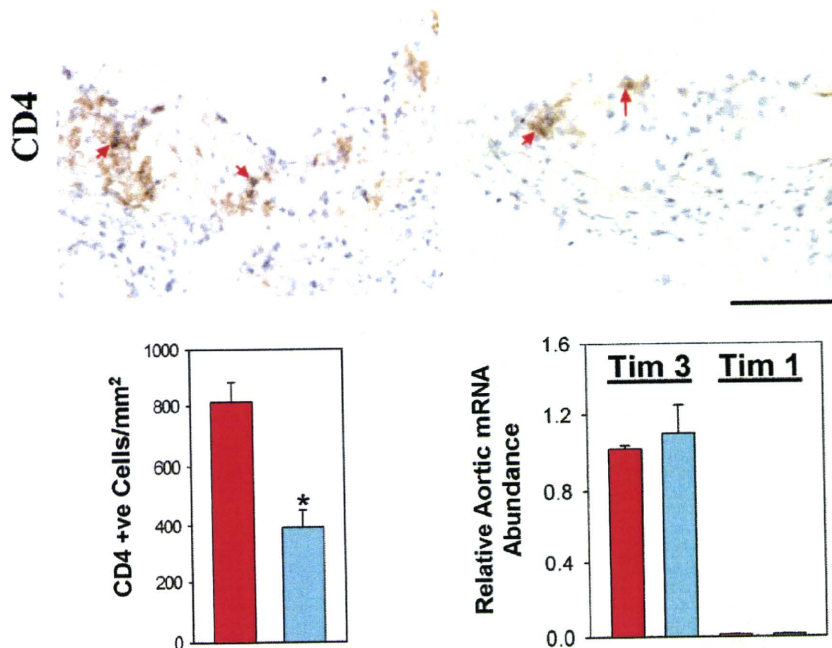 CD4
CD4 +ve Cells/mm²
1000
800
600
400
200
0
*
Relative Aortic mRNA
Abundance
1.6
1.2
0.8
0.4
0.0
Tim 3 Tim 1